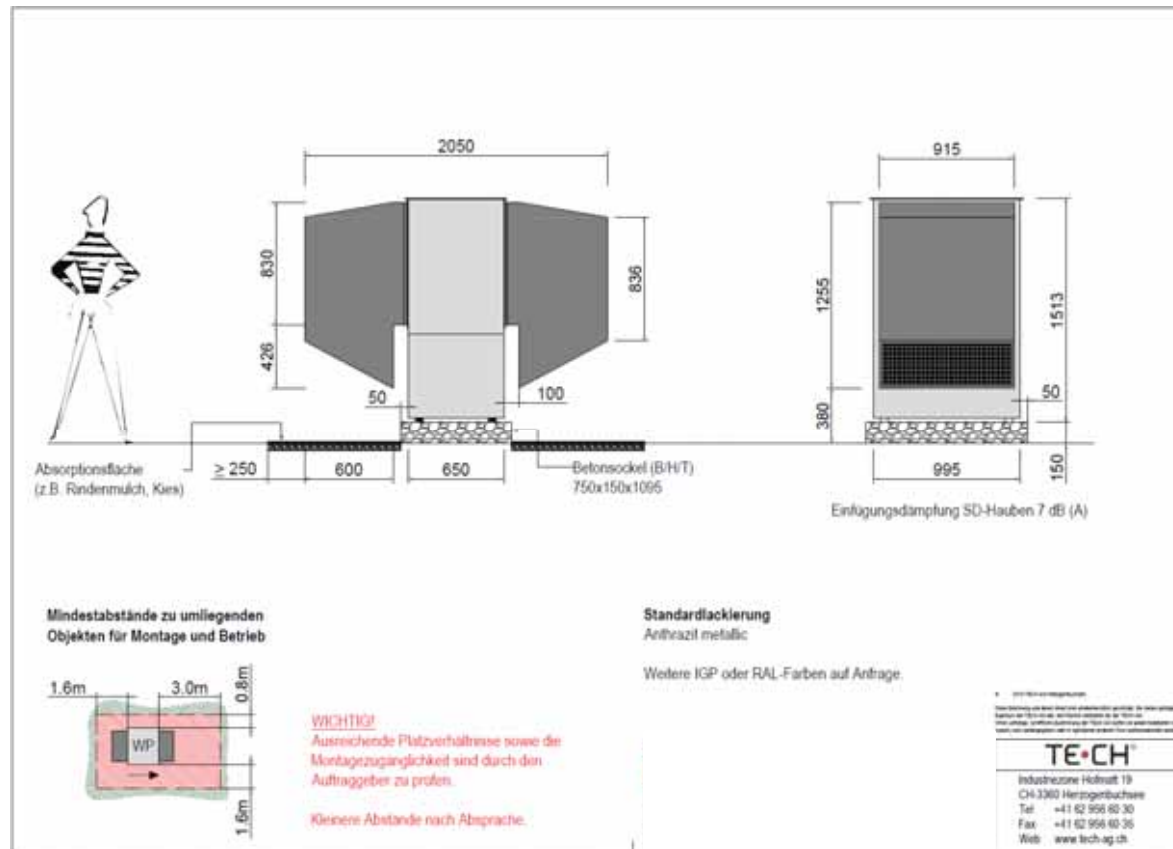 2050
915
830
426
836
1255
380
1513
50
100
50
150
≥ 250
600
650
995
Absorptionsfläche
(z.B. Rindenmulch, Kies)
Betonsockel (B/H/T)
750x150x1095
Einfügungsdämpfung SD-Hauben 7 dB (A)
Mindestabstände zu umliegenden
Objekten für Montage und Betrieb
1.6m
3.0m
0.8m
WP
1.6m
WICHTIG!
Ausreichende Platzverhältnisse sowie die
Montagezugänglichkeit sind durch den
Auftraggeber zu prüfen.
Kleinere Abstände nach Absprache.
Standardlackierung
Anthrazit metallic
Weitere IGP oder RAL-Farben auf Anfrage.
TE•CH®
Industriezone Hofmatt 19
CH-3360 Herzogenbuchsee
Tel +41 62 956 60 30
Fax +41 62 956 60 35
Web www.tech-ag.ch